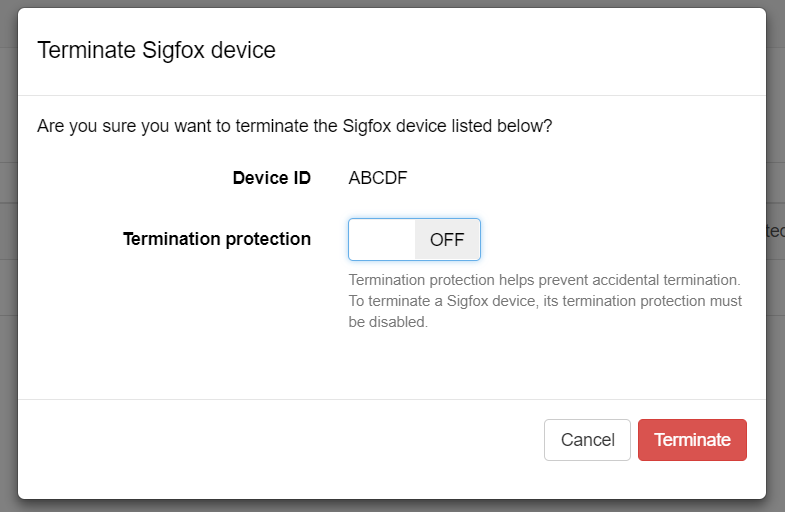 Terminate Sigfox device
Are you sure you want to terminate the Sigfox device listed below?
Device ID ABCDF
Termination protection OFF
Termination protection helps prevent accidental termination.
To terminate a Sigfox device, its termination protection must
be disabled.
Cancel Terminate